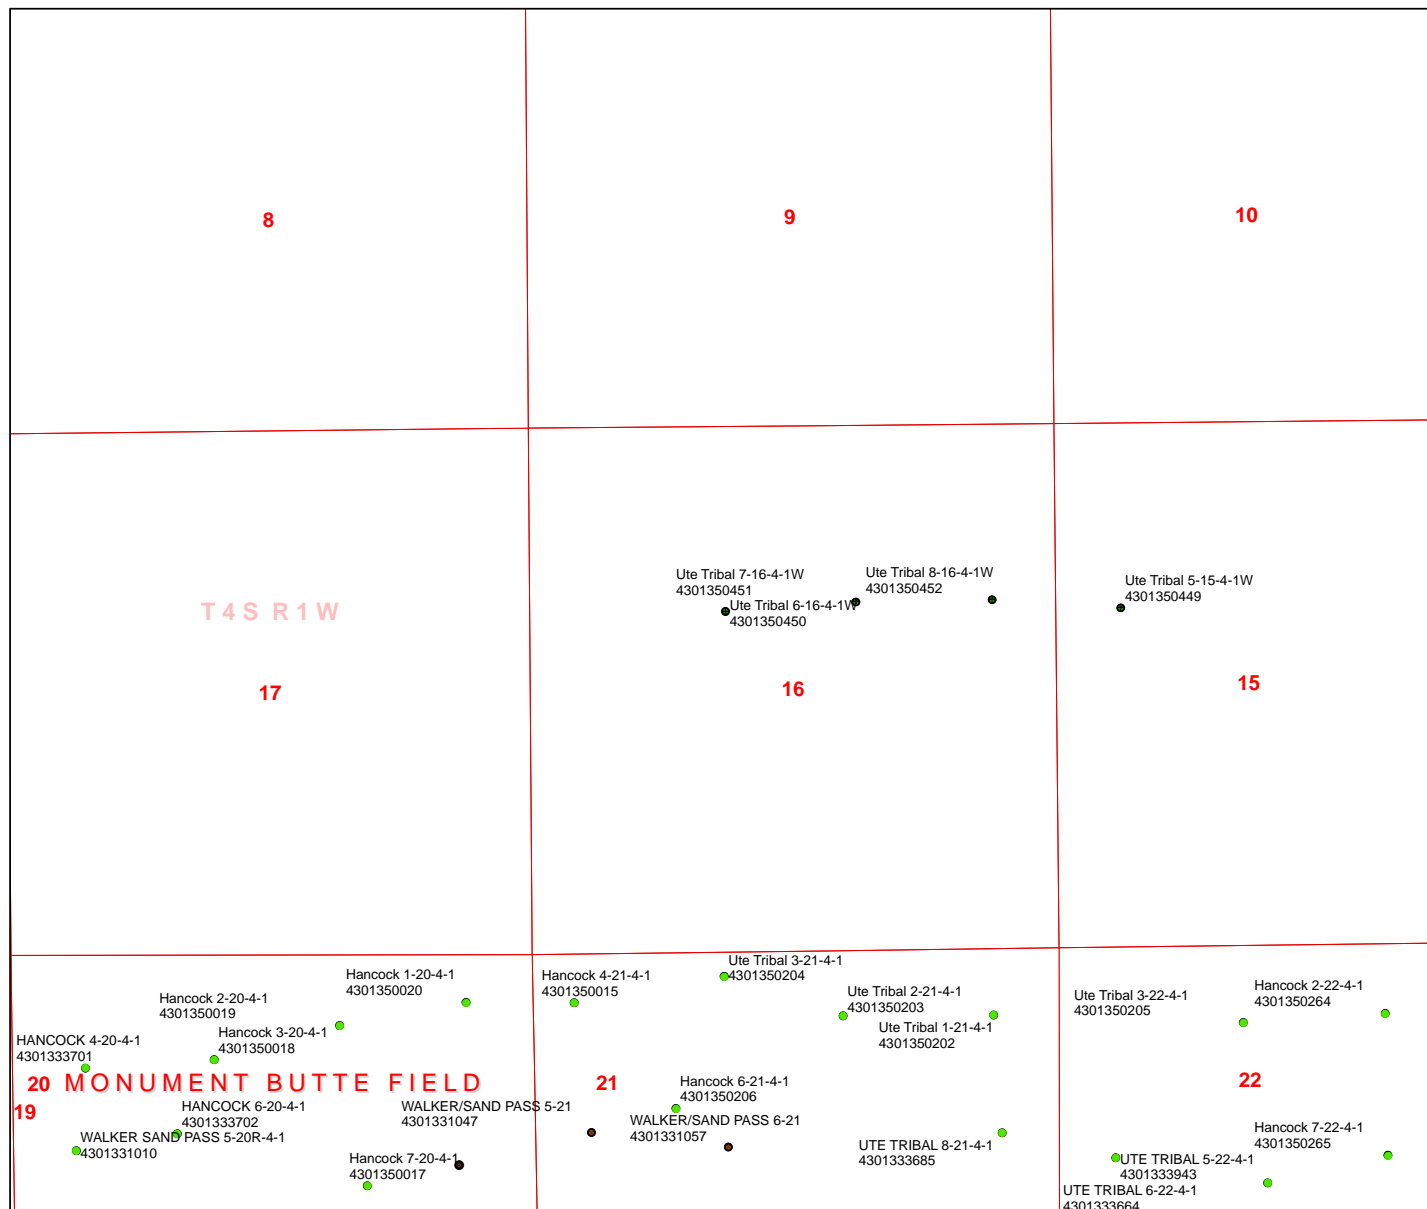 8
9
10
Ute Tribal 7-16-4-1W
4301350451
Ute Tribal 8-16-4-1W
4301350452
Ute Tribal 6-16-4-1W
4301350450
Ute Tribal 5-15-4-1W
4301350449
T4S R1W
17
16
15
Hancock 1-20-4-1
4301350020
Hancock 4-21-4-1
4301350015
Ute Tribal 3-21-4-1
4301350204
Hancock 2-20-4-1
4301350019
Ute Tribal 2-21-4-1
4301350203
Ute Tribal 3-22-4-1
4301350205
Hancock 2-22-4-1
4301350264
HANCOCK 4-20-4-1
4301333701
Hancock 3-20-4-1
4301350018
Ute Tribal 1-21-4-1
4301350202
20 MONUMENT BUTTE FIELD
21
22
19
Hancock 6-21-4-1
4301350206
HANCOCK 6-20-4-1
4301333702
WALKER/SAND PASS 5-21
4301331047
WALKER/SAND PASS 6-21
4301331057
WALKER SAND PASS 5-20R-4-1
4301331010
Hancock 7-20-4-1
4301350017
UTE TRIBAL 8-21-4-1
4301333685
Hancock 7-22-4-1
4301350265
UTE TRIBAL 5-22-4-1
4301333943
UTE TRIBAL 6-22-4-1
4301333664